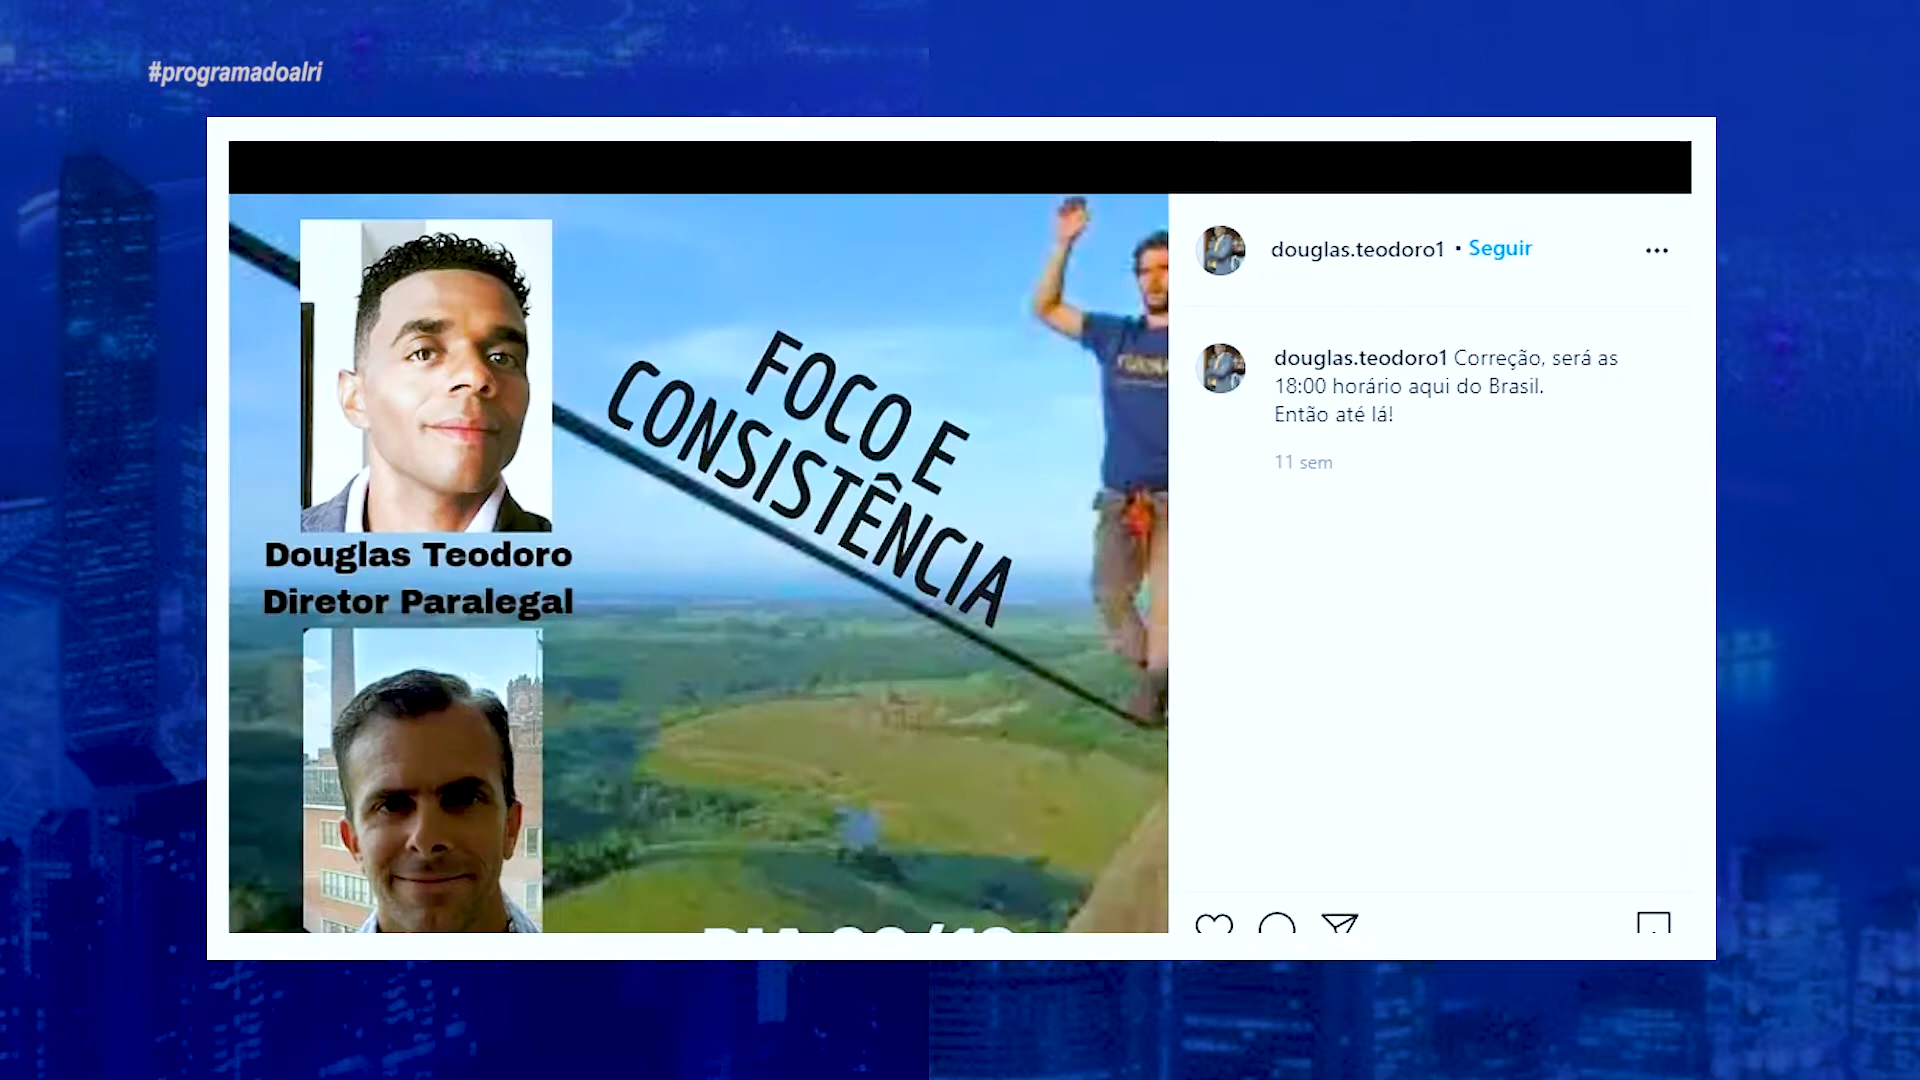 #programadoalri
FOCO E
CONSISTÊNCIA
Douglas Teodoro
Diretor Paralegal
douglas.teodoro1 • Seguir
douglas.teodoro1 Correção, será as
18:00 horário aqui do Brasil.
Então até lá!
11 sem
DIA